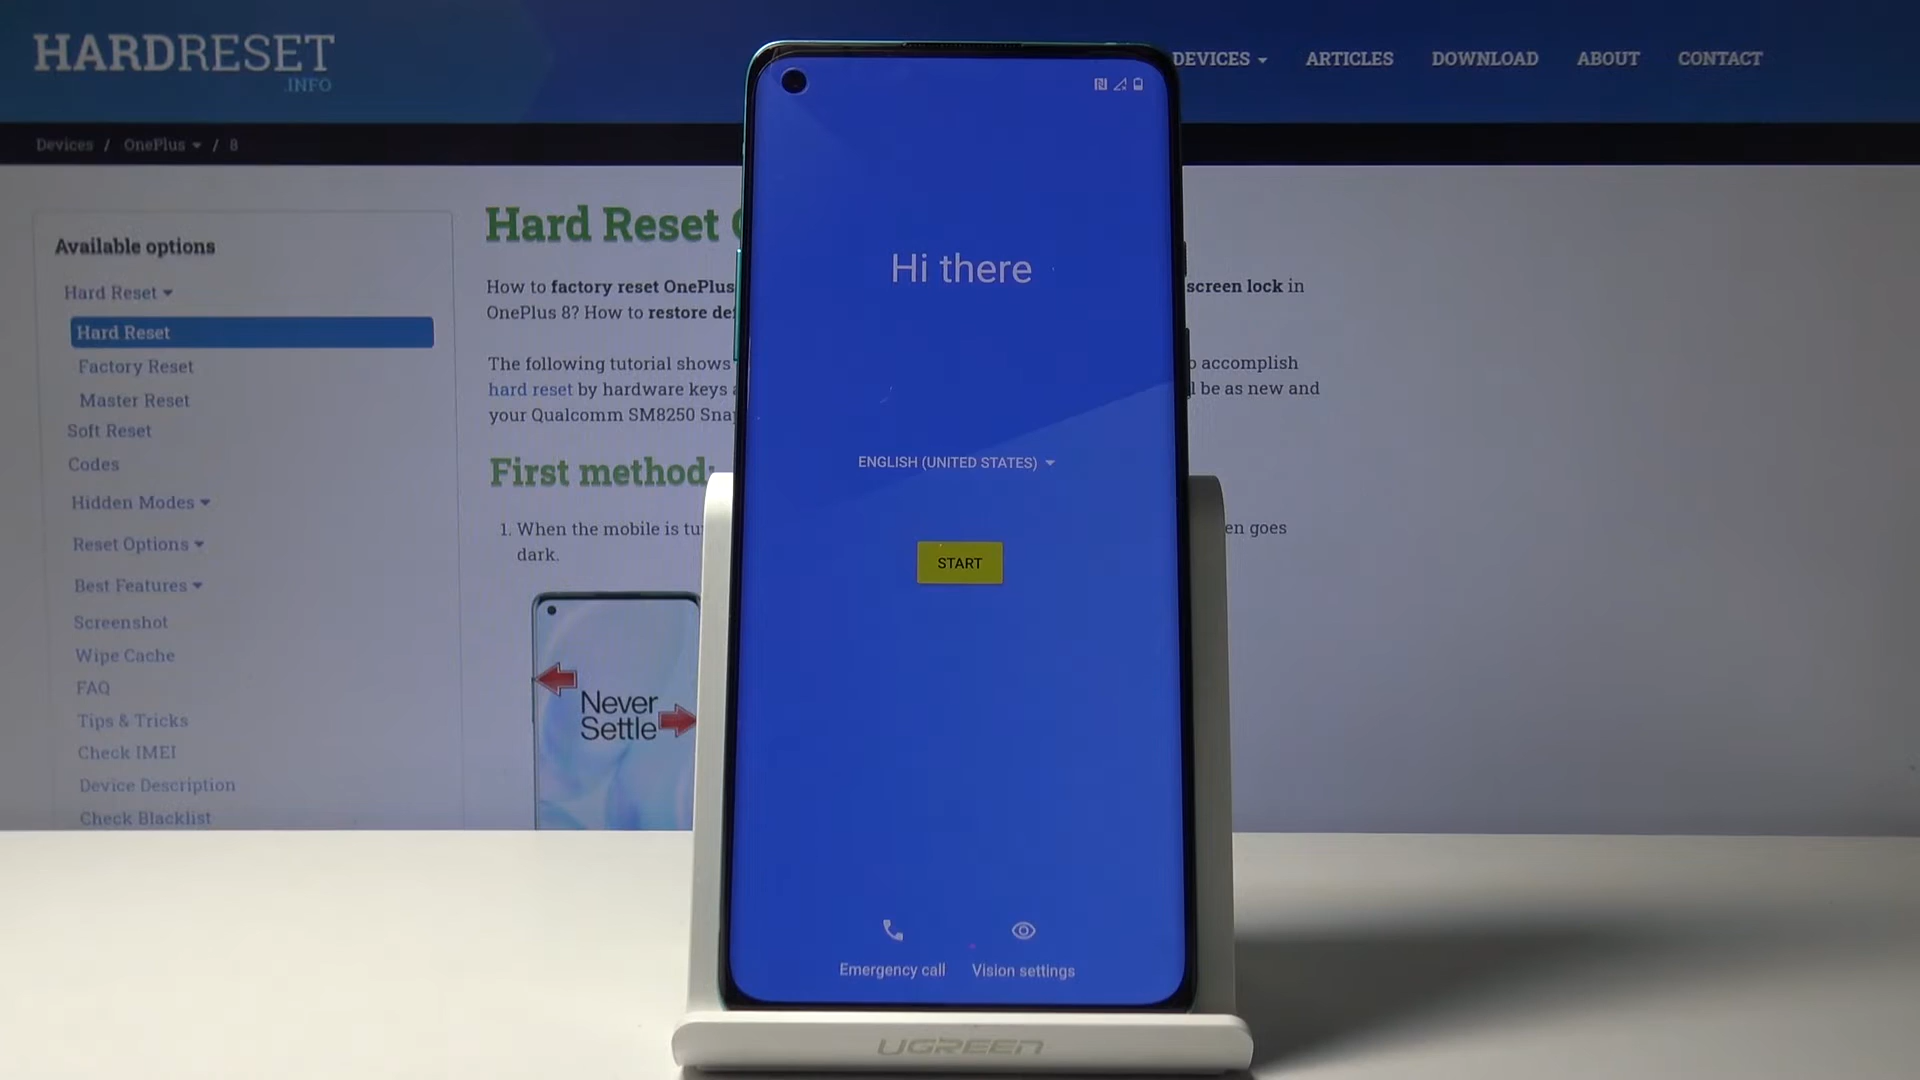 HARDRESET
.INFO
DEVICES
ARTICLES
DOWNLOAD
ABOUT
CONTACT
Devices / OnePlus / 8
Available options
Hard Reset
Hard Reset
Factory Reset
Master Reset
Soft Reset
Codes
Hidden Modes
Reset Options
Best Features
Screenshot
Wipe Cache
FAQ
Tips & Tricks
Check IMEI
Device Description
Check Blacklist
Hard Reset
How to factory reset OnePlus screen lock in
OnePlus 8? How to restore
The following tutorial shows accomplish
hard reset by hardware keys be as new and
your Qualcomm SM8250
First method:
1. When the mobile is goes
dark.
Never
Settle
Hi there
ENGLISH (UNITED STATES)
START
Emergency call
Vision settings
UGREEN